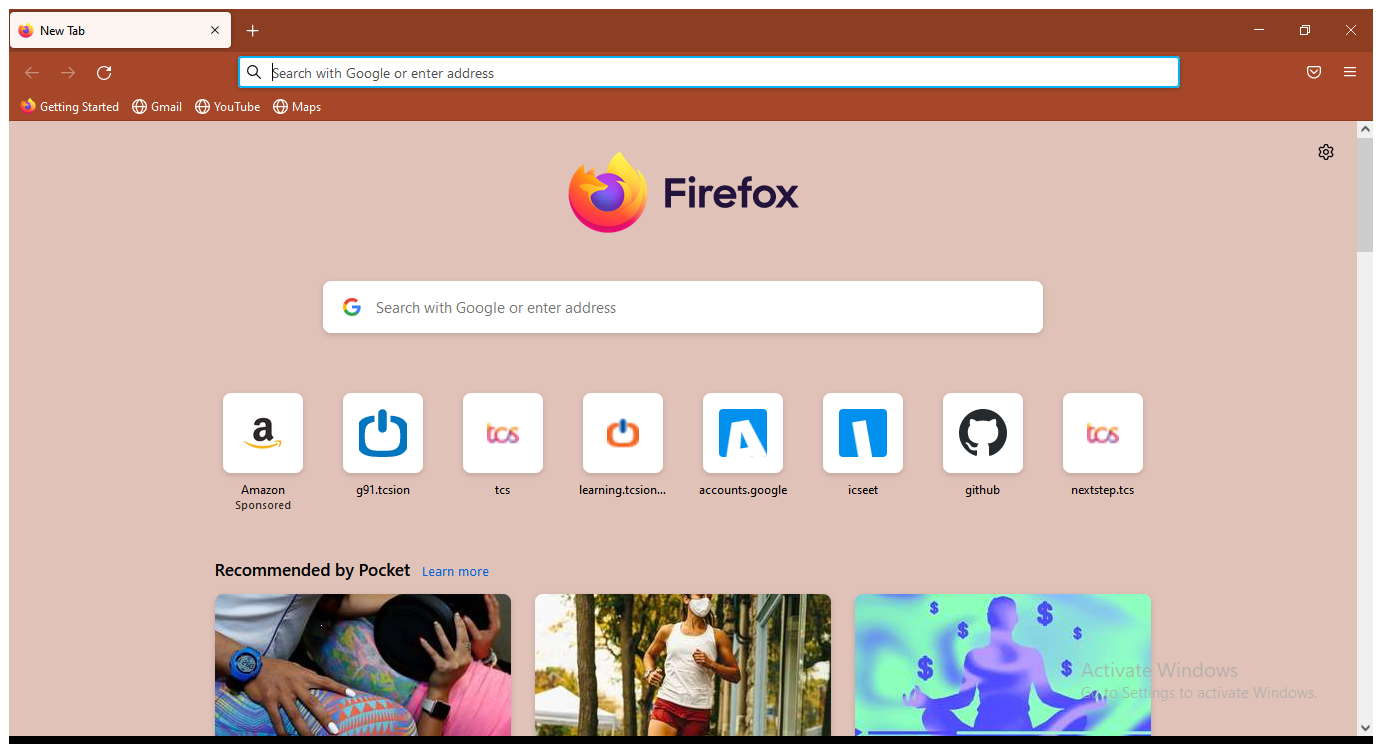 New Tab
Search with Google or enter address
Getting Started Gmail YouTube Maps
Firefox
Search with Google or enter address
Amazon g91.tcsion tcs learning.tcsion... accounts.google icseet github nextstep.tcs
Sponsored
Recommended by Pocket Learn more
Activate Windows
Go to Settings to activate Windows.